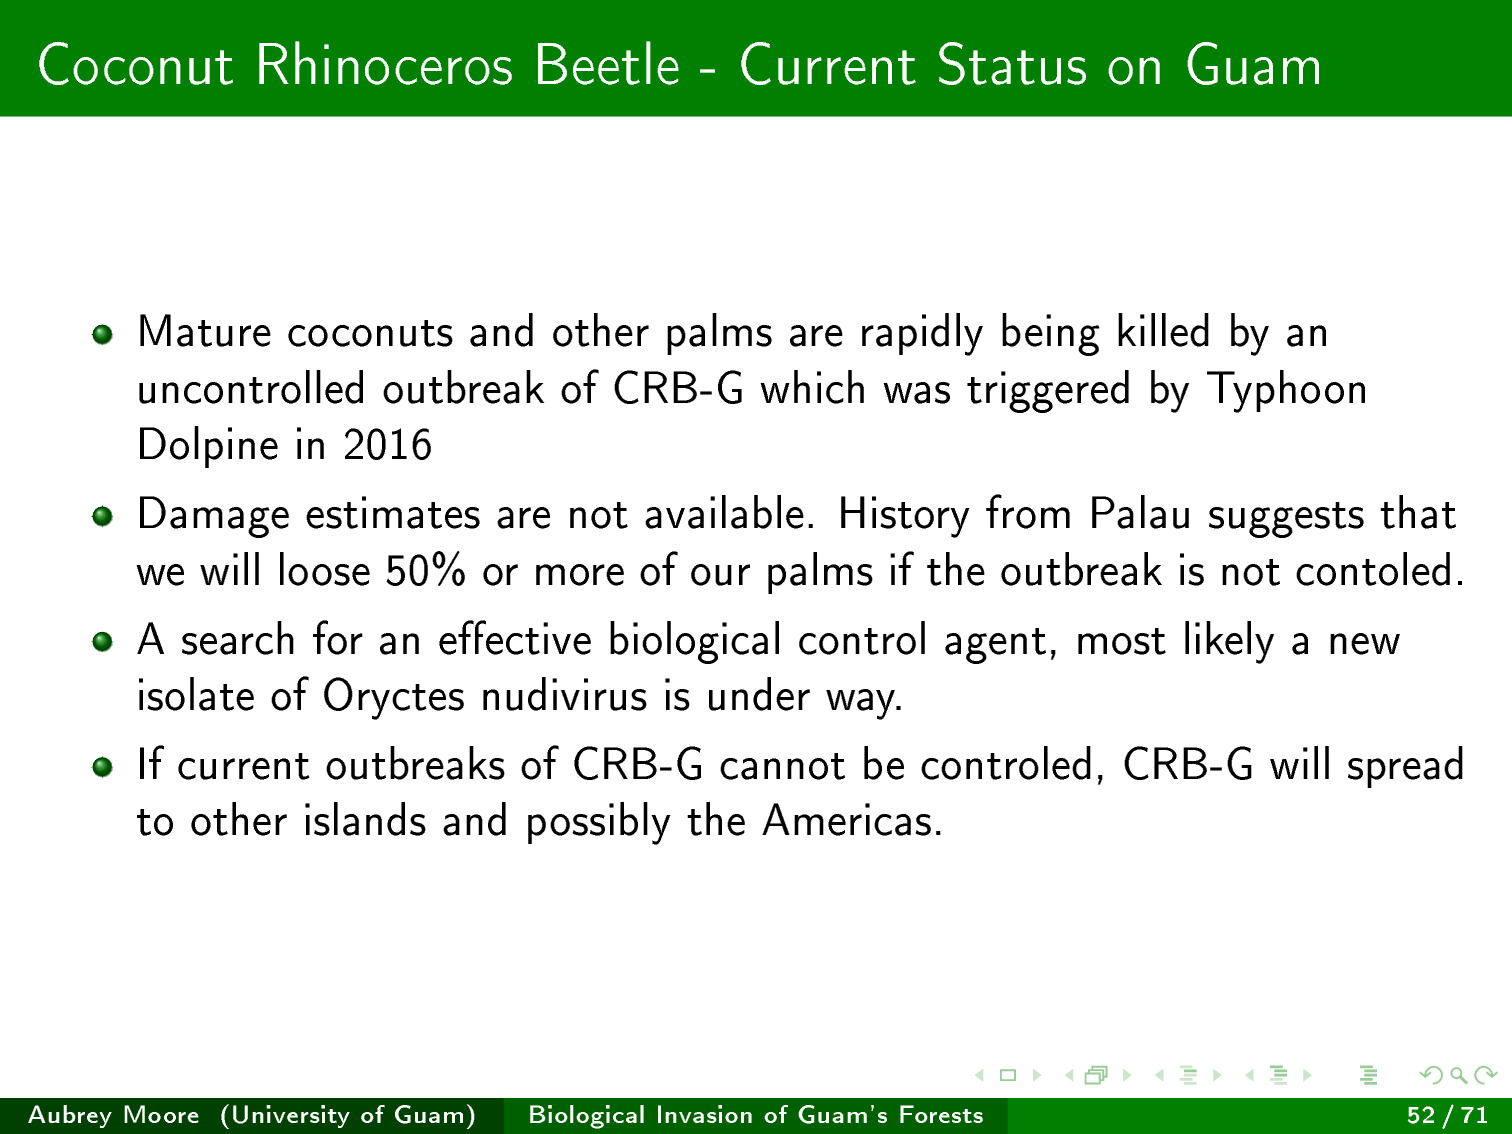 Coconut Rhinoceros Beetle - Current Status on Guam
Mature coconuts and other palms are rapidly being killed by an
uncontrolled outbreak of CRB-G which was triggered by Typhoon
Dolpine in 2016
Damage estimates are not available. History from Palau suggests that
we will loose 50% or more of our palms if the outbreak is not contoled.
A search for an effective biological control agent, most likely a new
isolate of Oryctes nudivirus is under way.
If current outbreaks of CRB-G cannot be controled, CRB-G will spread
to other islands and possibly the Americas.
Aubrey Moore (University of Guam) Biological Invasion of Guam's Forests 52 / 71